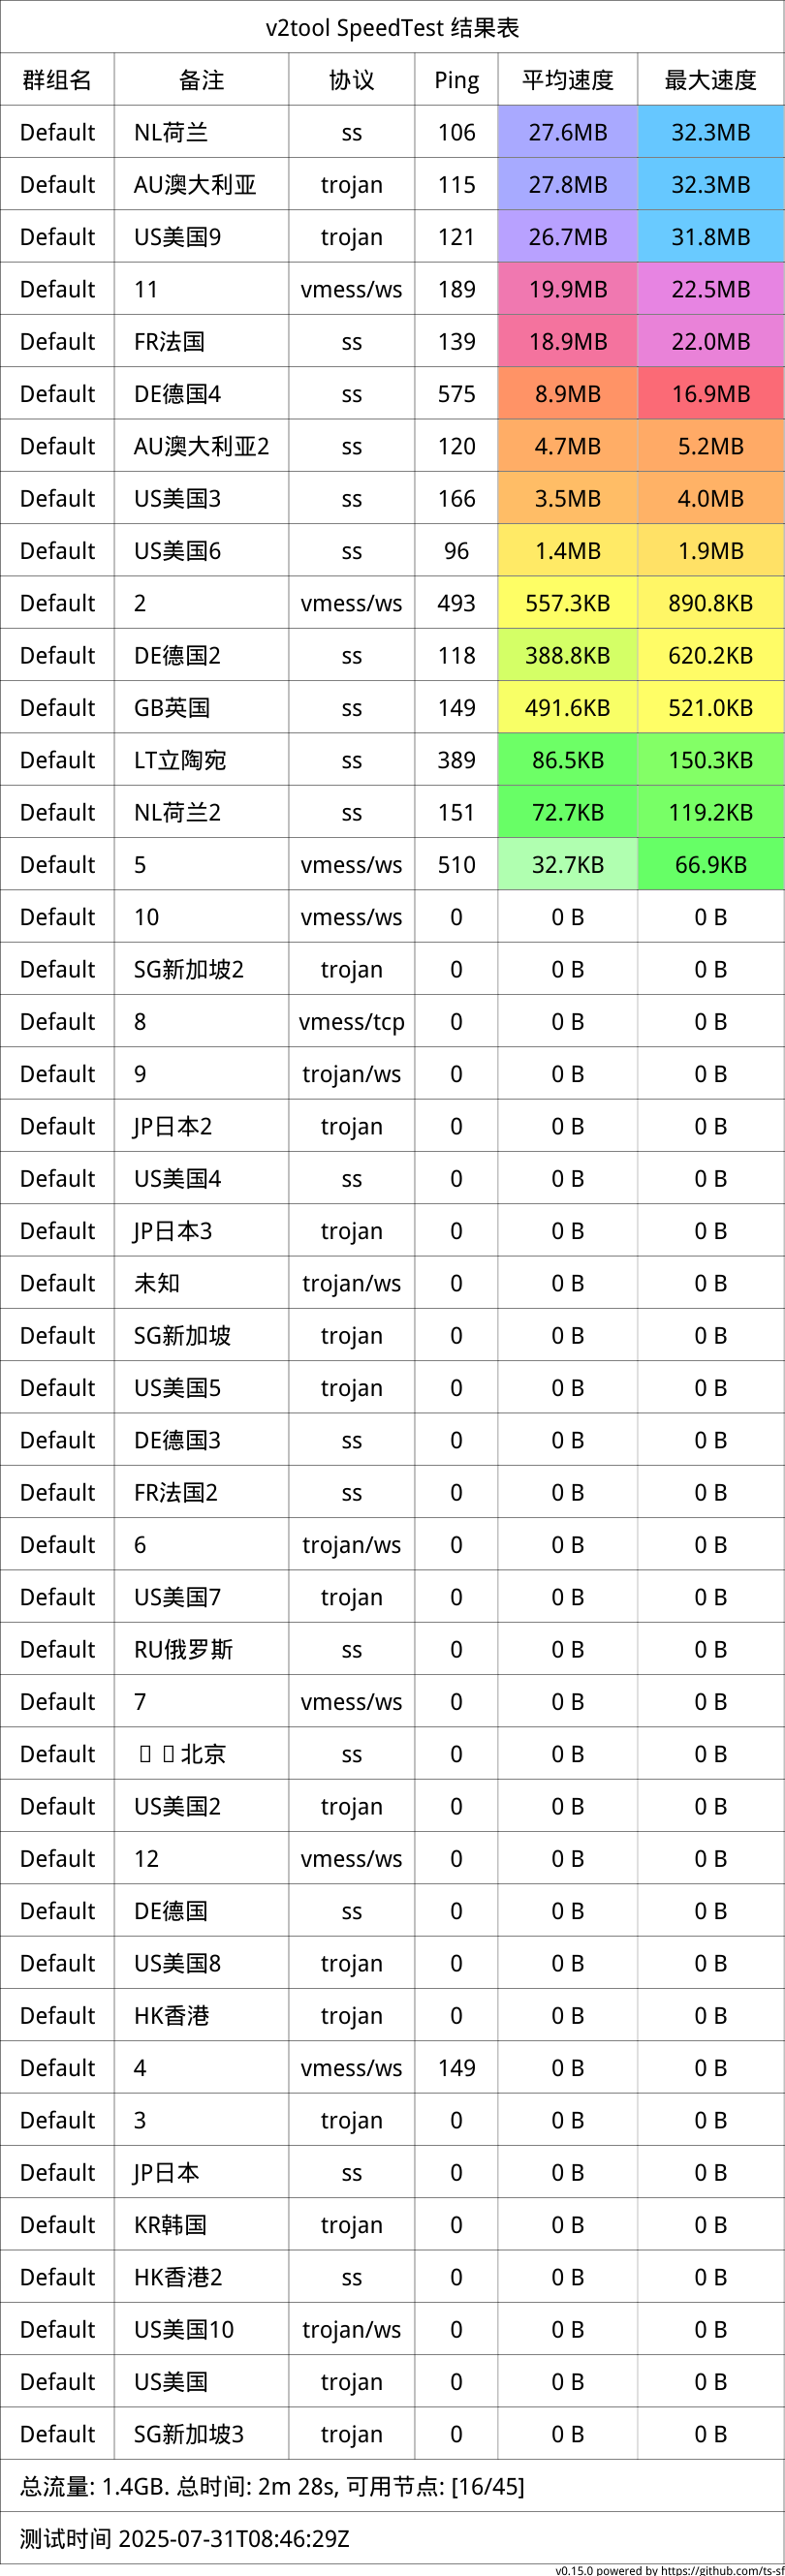 v2tool SpeedTest 结果表
群组名 备注 协议 Ping 平均速度 最大速度
Default NL荷兰 ss 106 27.6MB 32.3MB
Default AU澳大利亚 trojan 115 27.8MB 32.3MB
Default US美国9 trojan 121 26.7MB 31.8MB
Default 11 vmess/ws 189 19.9MB 22.5MB
Default FR法国 ss 139 18.9MB 22.0MB
Default DE德国4 ss 575 8.9MB 16.9MB
Default AU澳大利亚2 ss 120 4.7MB 5.2MB
Default US美国3 ss 166 3.5MB 4.0MB
Default US美国6 ss 96 1.4MB 1.9MB
Default 2 vmess/ws 493 557.3KB 890.8KB
Default DE德国2 ss 118 388.8KB 620.2KB
Default GB英国 ss 149 491.6KB 521.0KB
Default LT立陶宛 ss 389 86.5KB 150.3KB
Default NL荷兰2 ss 151 72.7KB 119.2KB
Default 5 vmess/ws 510 32.7KB 66.9KB
Default 10 vmess/ws 0 0 B 0 B
Default SG新加坡2 trojan 0 0 B 0 B
Default 8 vmess/tcp 0 0 B 0 B
Default 9 trojan/ws 0 0 B 0 B
Default JP日本2 trojan 0 0 B 0 B
Default US美国4 ss 0 0 B 0 B
Default JP日本3 trojan 0 0 B 0 B
Default 未知 trojan/ws 0 0 B 0 B
Default SG新加坡 trojan 0 0 B 0 B
Default US美国5 trojan 0 0 B 0 B
Default DE德国3 ss 0 0 B 0 B
Default FR法国2 ss 0 0 B 0 B
Default 6 trojan/ws 0 0 B 0 B
Default US美国7 trojan 0 0 B 0 B
Default RU俄罗斯 ss 0 0 B 0 B
Default 7 vmess/ws 0 0 B 0 B
Default 北京 ss 0 0 B 0 B
Default US美国2 trojan 0 0 B 0 B
Default 12 vmess/ws 0 0 B 0 B
Default DE德国 ss 0 0 B 0 B
Default US美国8 trojan 0 0 B 0 B
Default HK香港 trojan 0 0 B 0 B
Default 4 vmess/ws 149 0 B 0 B
Default 3 trojan 0 0 B 0 B
Default JP日本 ss 0 0 B 0 B
Default KR韩国 trojan 0 0 B 0 B
Default HK香港2 ss 0 0 B 0 B
Default US美国10 trojan/ws 0 0 B 0 B
Default US美国 trojan 0 0 B 0 B
Default SG新加坡3 trojan 0 0 B 0 B
总流量: 1.4GB. 总时间: 2m 28s, 可用节点: [16/45]
测试时间 2025-07-31T08:46:29Z
v0.15.0 powered by https://github.com/ts-sf